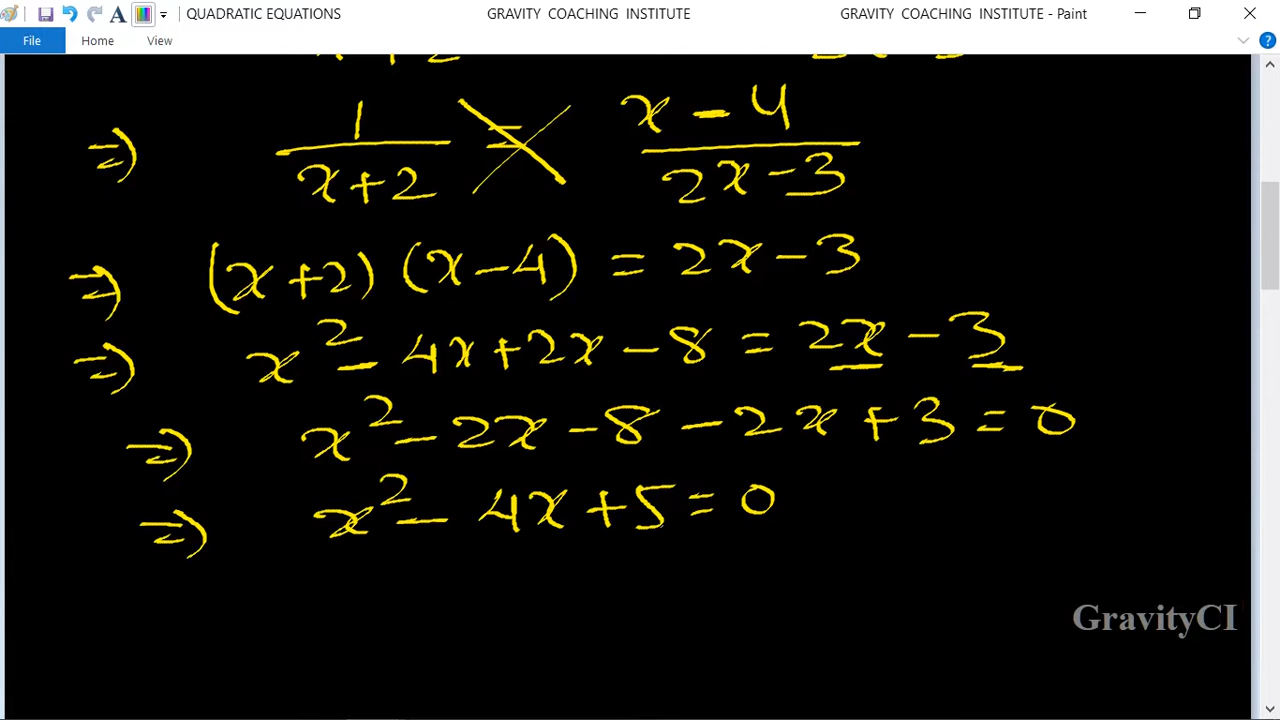 QUADRATIC EQUATIONS GRAVITY COACHING INSTITUTE GRAVITY COACHING INSTITUTE - Paint
File Home View
⇒) 1/(x+2) = (x-4)/(2x-3)
⇒) (x+2) (x-4) = 2x-3
⇒) x² - 4x+2x-8 = 2x-3
⇒) x²-2x-8-2x+3=0
⇒) x²-4x+5=0
GravityCI